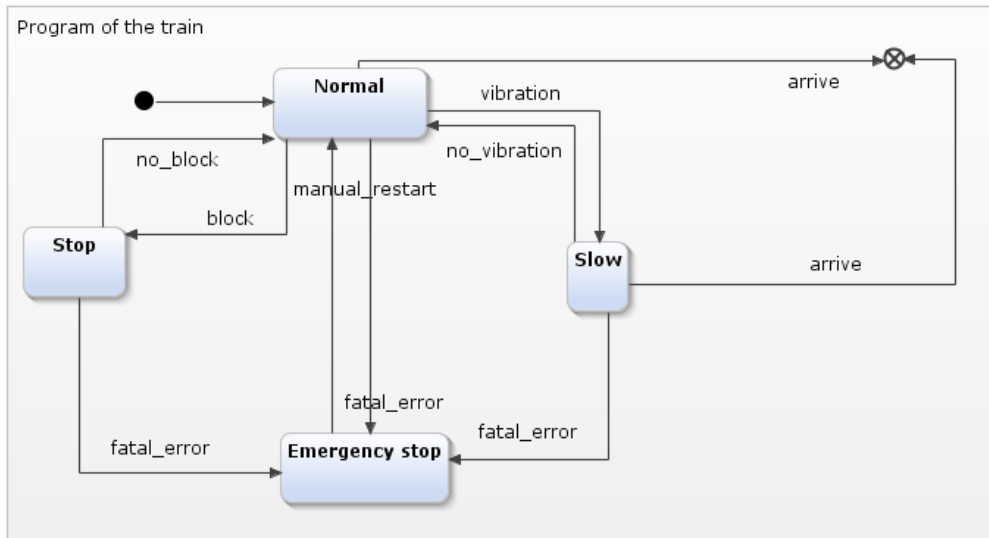 Program of the train
Normal
arrive
vibration
no_block
no_vibration
manual_restart
block
Stop
Slow
arrive
fatal_error
fatal_error
fatal_error
Emergency stop